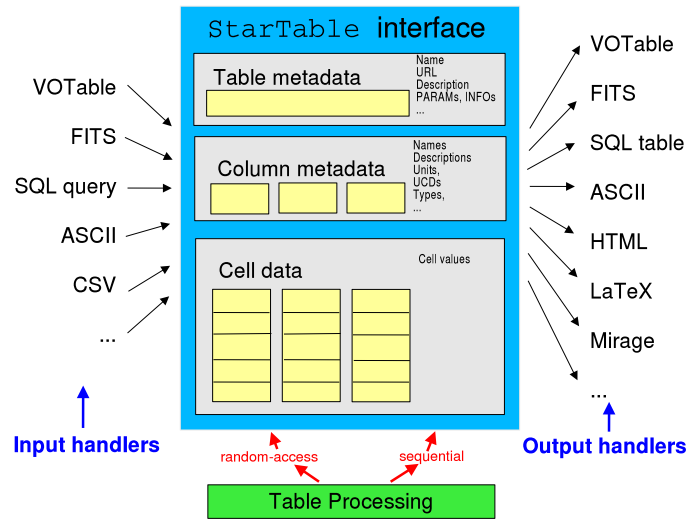 StarTable interface
Table metadata
Name
URL
Description
PARAMs, INFOs
...
Column metadata
Names
Descriptions
Units,
UCDs
Types,
...
Cell data
Cell values
VOTable
FITS
SQL query
ASCII
CSV
...
Input handlers
VOTable
FITS
SQL table
ASCII
HTML
LaTeX
Mirage
...
Output handlers
random-access
sequential
Table Processing